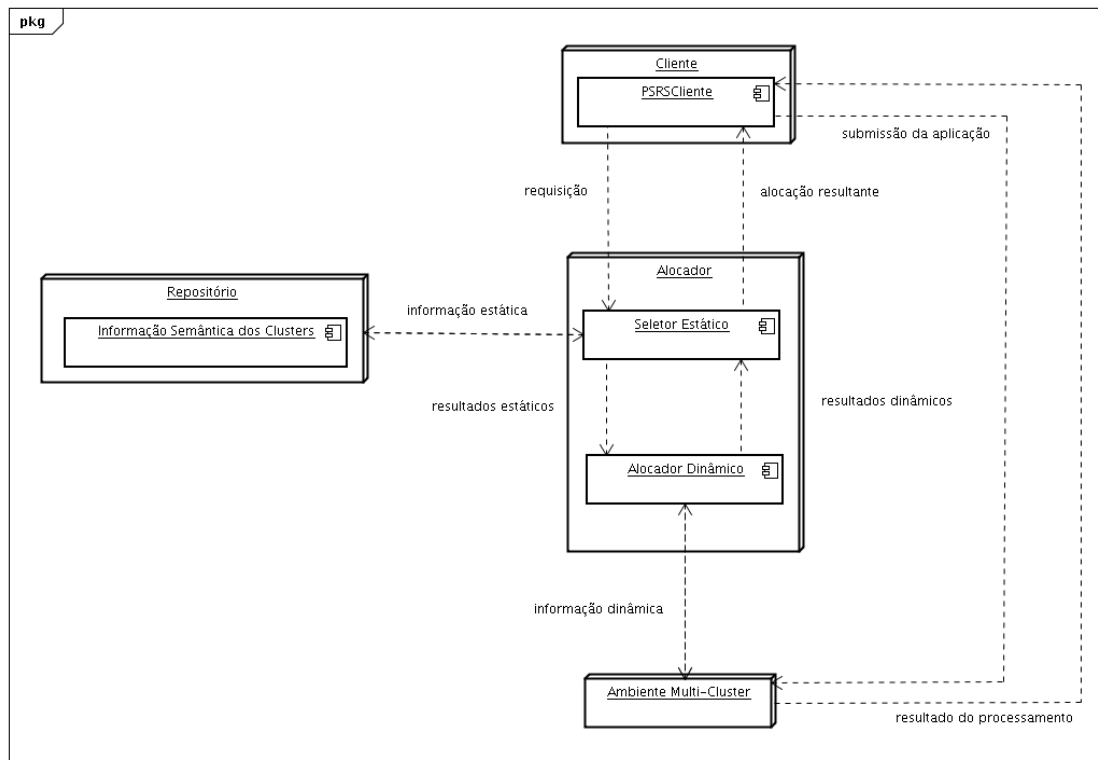 pkg
Cliente
PSRSCliente
submissão da aplicação
requisição
alocação resultante
Alocador
Repositório
Informação Semântica dos Clusters
informação estática
Seletor Estático
resultados estáticos
resultados dinâmicos
Alocador Dinâmico
informação dinâmica
Ambiente Multi-Cluster
resultado do processamento